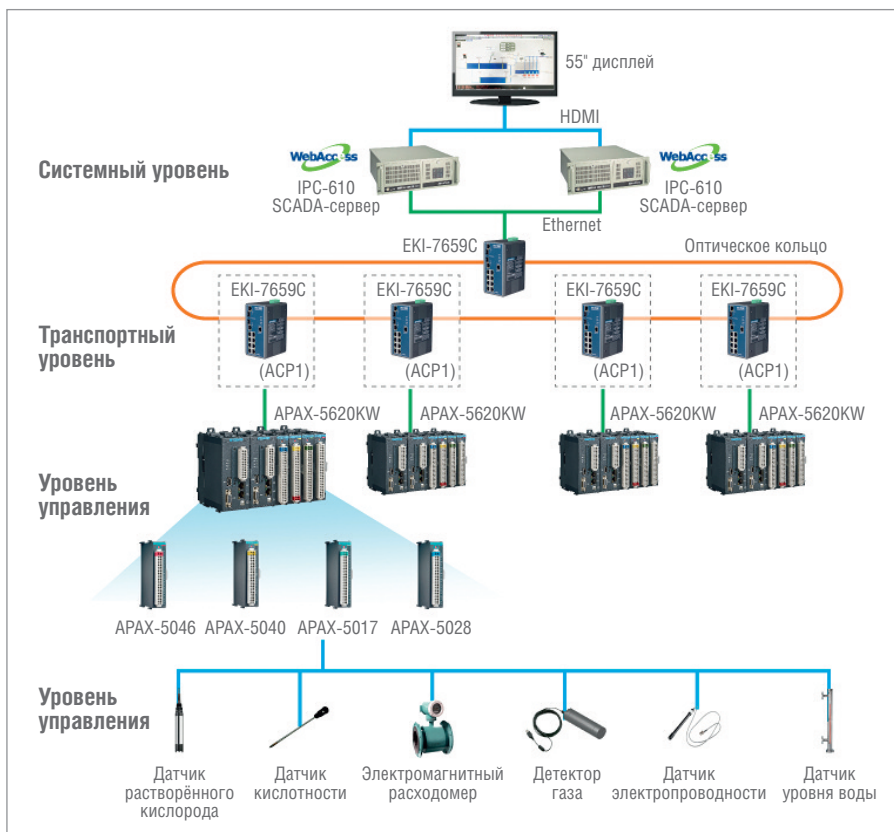 55" дисплей
HDMI
WebAccess
WebAccess
Системный уровень
IPC-610
SCADA-сервер
IPC-610
SCADA-сервер
Ethernet
EKI-7659C
Оптическое кольцо
EKI-7659C
EKI-7659C
EKI-7659C
EKI-7659C
Транспортный
уровень
(ACP1)
(ACP1)
(ACP1)
(ACP1)
APAX-5620KW
APAX-5620KW
APAX-5620KW
APAX-5620KW
Уровень
управления
APAX-5046
APAX-5040
APAX-5017
APAX-5028
Уровень
управления
Датчик
растворённого
кислорода
Датчик
кислотности
Электромагнитный
расходомер
Детектор
газа
Датчик
электропроводности
Датчик
уровня воды